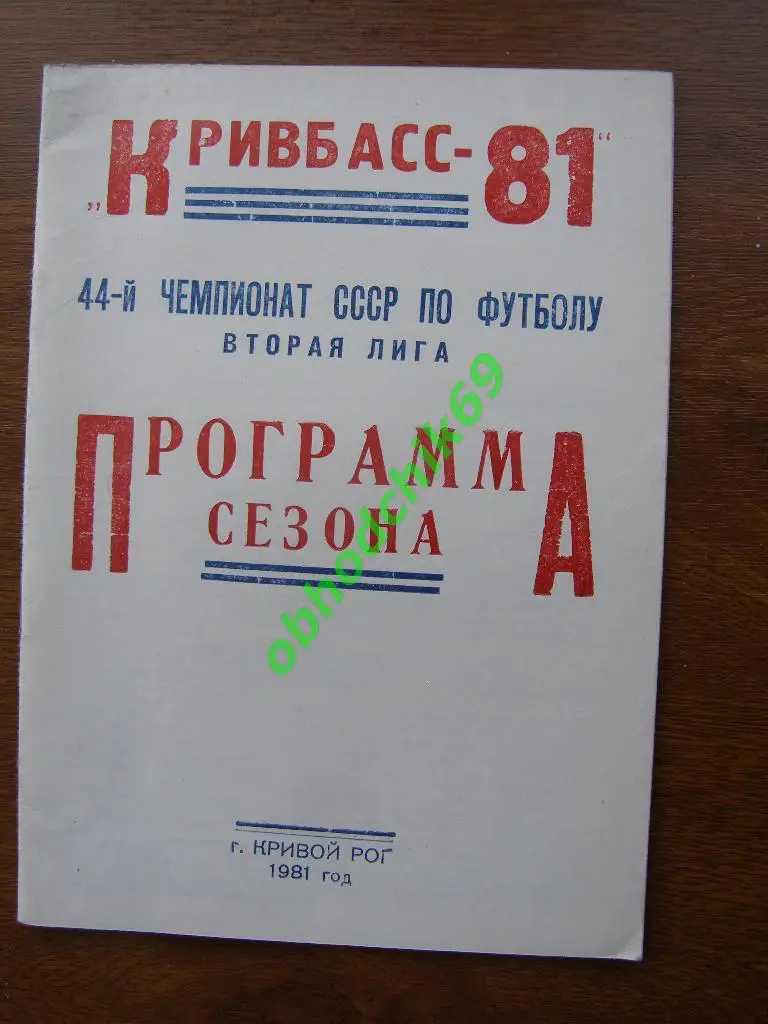 „КРИВБАСС-81"
44-й ЧЕМПИОНАТ СССР ПО ФУТБОЛУ
ВТОРАЯ ЛИГА
ПРОГРАММА
СЕЗОНА
obhodchik69
г. КРИВОЙ РОГ
1981 год